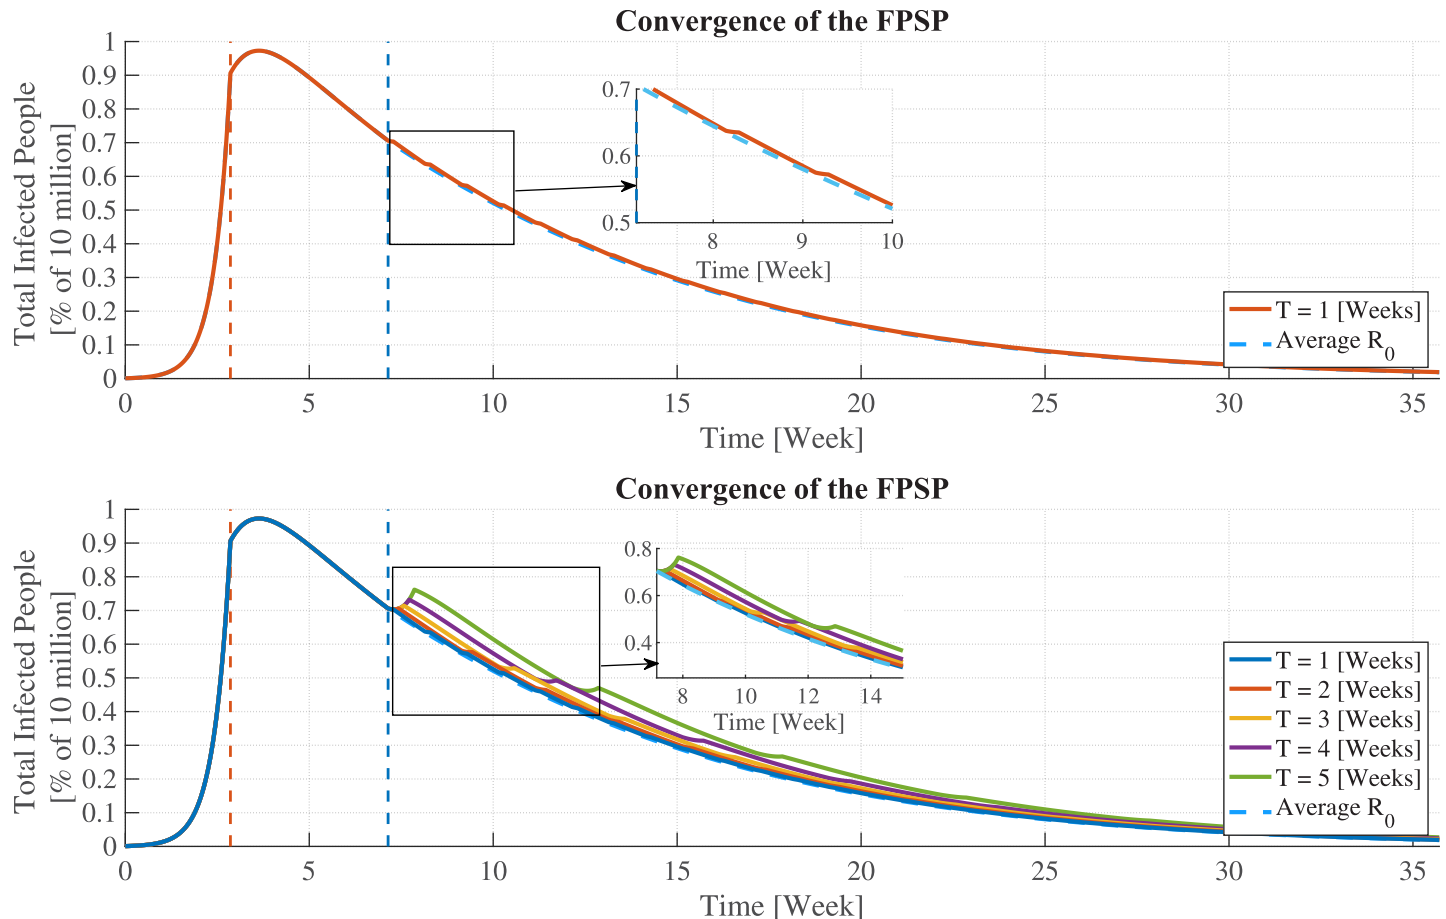 Convergence of the FPSP
Total Infected People
[% of 10 million]
1
0.9
0.8
0.7
0.6
0.5
0.4
0.3
0.2
0.1
0
0.7
0.6
0.5
8 9 10
Time [Week]
T = 1 [Weeks]
Average R0
0 5 10 15 20 25 30 35
Time [Week]
Convergence of the FPSP
Total Infected People
[% of 10 million]
1
0.9
0.8
0.7
0.6
0.5
0.4
0.3
0.2
0.1
0
0.8
0.6
0.4
8 10 12 14
Time [Week]
T = 1 [Weeks]
T = 2 [Weeks]
T = 3 [Weeks]
T = 4 [Weeks]
T = 5 [Weeks]
Average R0
0 5 10 15 20 25 30 35
Time [Week]